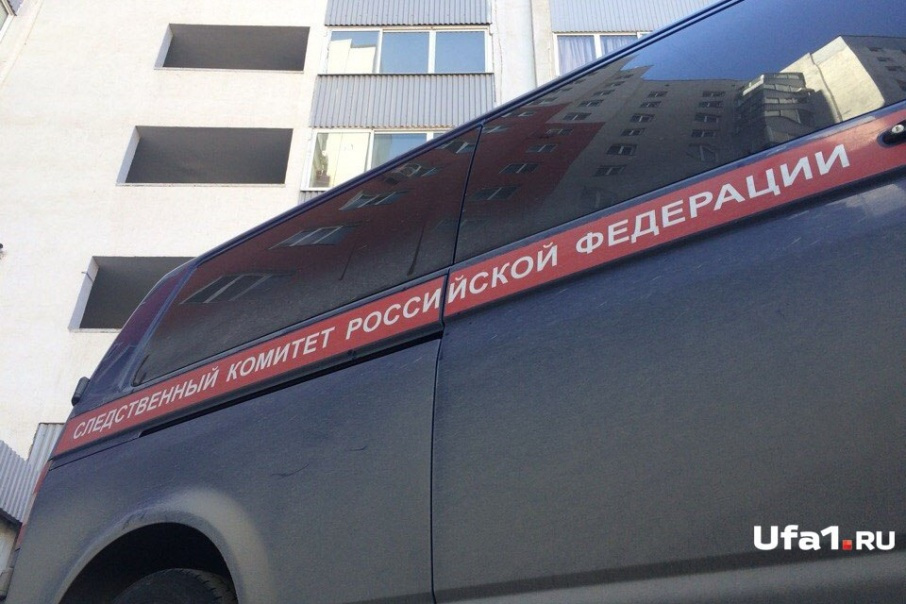 СЛЕДСТВЕННЫЙ КОМИТЕТ РОССИЙСКОЙ ФЕДЕРАЦИИ
Ufa1.RU